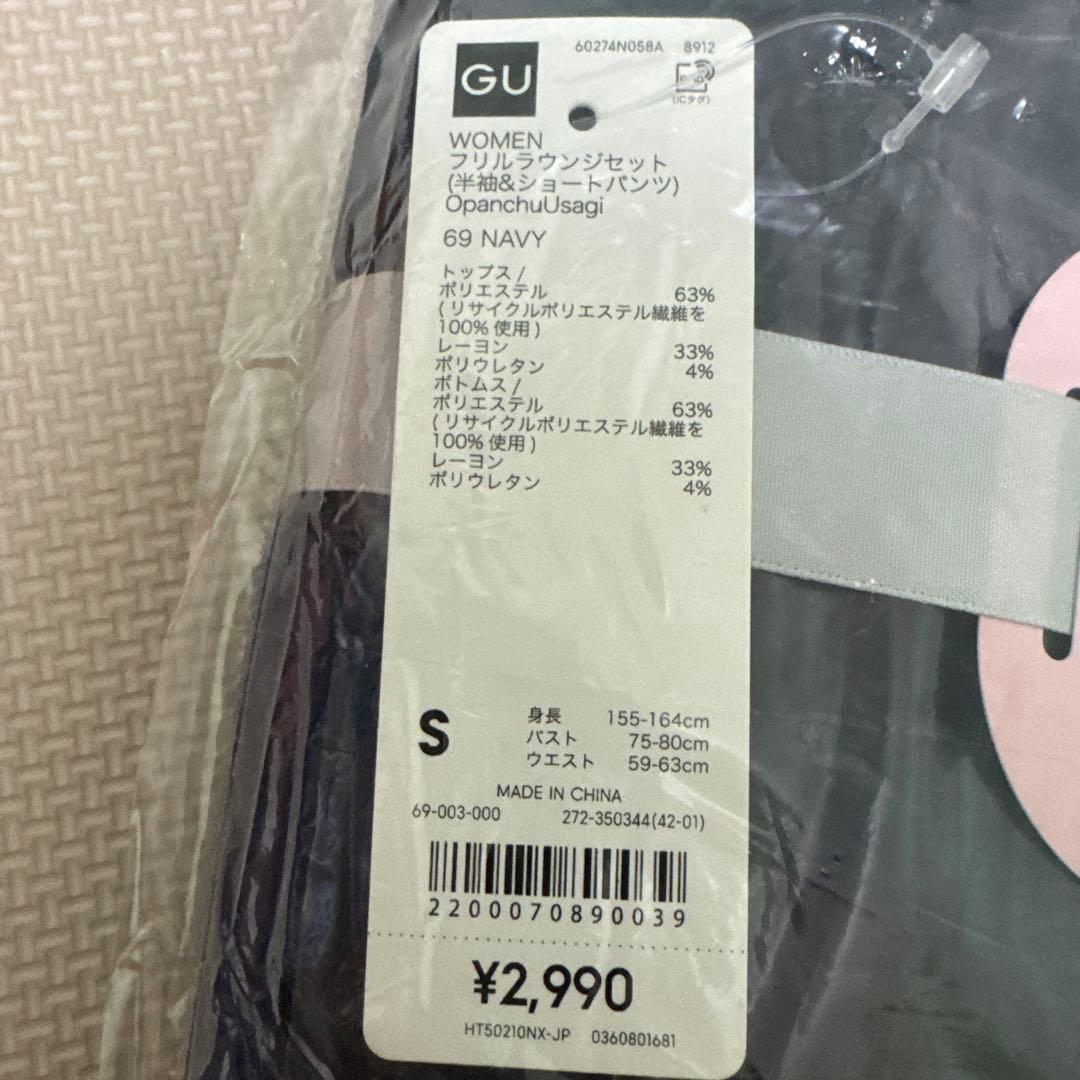 GU
60274N058A 8912
(ICタグ)
WOMEN
フリルラウンジセット
(半袖&ショートパンツ)
OpanchuUsagi
69 NAVY
トップス/
ポリエステル 63%
(リサイクルポリエステル繊維を
100%使用)
レーヨン 33%
ポリウレタン 4%
ボトムス/
ポリエステル 63%
(リサイクルポリエステル繊維を
100%使用)
レーヨン 33%
ポリウレタン 4%
S
身長 155-164cm
バスト 75-80cm
ウエスト 59-63cm
MADE IN CHINA
69-003-000 272-350344(42-01)
2200070890039
¥2,990
HT50210NX-JP 0360801681